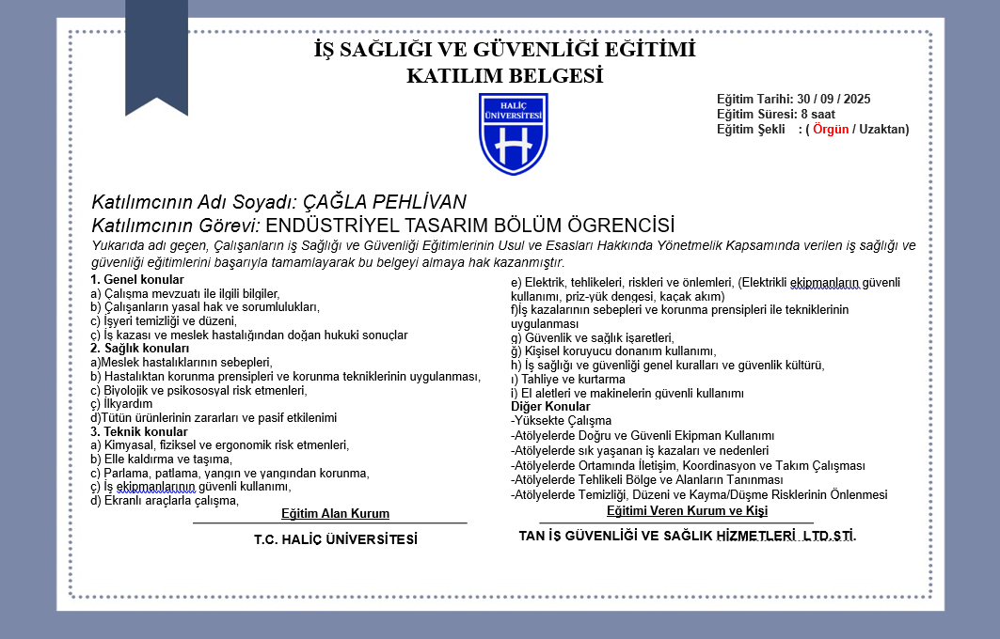 İŞ SAĞLIĞI VE GÜVENLİĞİ EĞİTİMİ
KATILIM BELGESİ
HALİÇ
ÜNİVERSİTESİ
Eğitim Tarihi: 30 / 09 / 2025
Eğitim Süresi: 8 saat
Eğitim Şekli : ( Örgün / Uzaktan)
Katılımcının Adı Soyadı: ÇAĞLA PEHLİVAN
Katılımcının Görevi: ENDÜSTRİYEL TASARIM BÖLÜM ÖGRENCİSİ
Yukarıda adı geçen, Çalışanların iş Sağlığı ve Güvenliği Eğitimlerinin Usul ve Esasları Hakkında Yönetmelik Kapsamında verilen iş sağlığı ve
güvenliği eğitimlerini başarıyla tamamlayarak bu belgeyi almaya hak kazanmıştır.
1. Genel konular
a) Çalışma mevzuatı ile ilgili bilgiler,
b) Çalışanların yasal hak ve sorumlulukları,
c) İşyeri temizliği ve düzeni,
ç) İş kazası ve meslek hastalığından doğan hukuki sonuçlar
2. Sağlık konuları
a)Meslek hastalıklarının sebepleri,
b) Hastalıktan korunma prensipleri ve korunma tekniklerinin uygulanması,
c) Biyolojik ve psikososyal risk etmenleri,
ç) İlkyardım
d)Tütün ürünlerinin zararları ve pasif etkilenimi
3. Teknik konular
a) Kimyasal, fiziksel ve ergonomik risk etmenleri,
b) Elle kaldırma ve taşıma,
c) Parlama, patlama, yangın ve yangından korunma,
ç) İş ekipmanlarının güvenli kullanımı,
d) Ekranlı araçlarla çalışma,
e) Elektrik, tehlikeleri, riskleri ve önlemleri, (Elektrikli ekipmanların güvenli
kullanımı, priz-yük dengesi, kaçak akım)
f)İş kazalarının sebepleri ve korunma prensipleri ile tekniklerinin
uygulanması
g) Güvenlik ve sağlık işaretleri,
ğ) Kişisel koruyucu donanım kullanımı,
h) İş sağlığı ve güvenliği genel kuralları ve güvenlik kültürü,
ı) Tahliye ve kurtarma
i) El aletleri ve makinelerin güvenli kullanımı
Diğer Konular
-Yüksekte Çalışma
-Atölyelerde Doğru ve Güvenli Ekipman Kullanımı
-Atölyelerde sık yaşanan iş kazaları ve nedenleri
-Atölyelerde Ortamında İletişim, Koordinasyon ve Takım Çalışması
-Atölyelerde Tehlikeli Bölge ve Alanların Tanınması
-Atölyelerde Temizliği, Düzeni ve Kayma/Düşme Risklerinin Önlenmesi
Eğitim Alan Kurum
T.C. HALİÇ ÜNİVERSİTESİ
Eğitimi Veren Kurum ve Kişi
TAN İŞ GÜVENLİĞİ VE SAĞLIK HİZMETLERİ LTD.STİ.